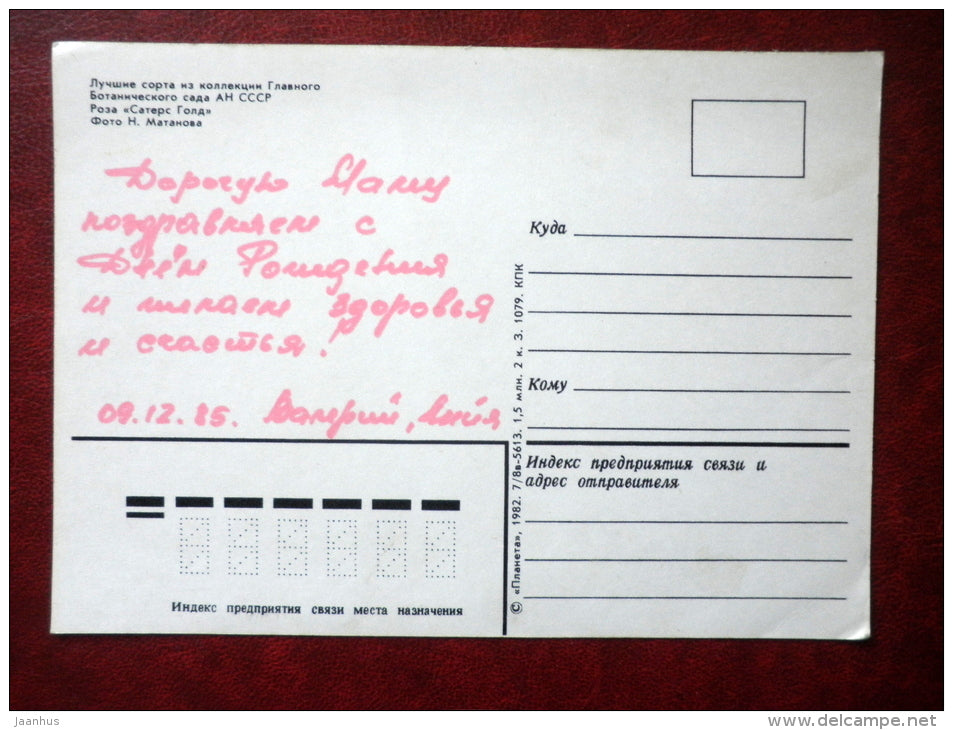 Лучшие сорта из коллекции Главного
Ботанического сада АН СССР
Роза «Сатерс Голд»
Фото Н. Матанова
Дорогую Маму
поздравляем с
Днём Рождения
и желаем здоровья
и счастья!
09.12.85. Валерий,
Куда
Кому
© «Планета», 1982. 7/8в-5613. 1,5 млн. 2 к. З. 1079. КПК
Индекс предприятия связи и
адрес отправителя
Индекс предприятия связи места назначения
jaanhus
www.delcampe.net